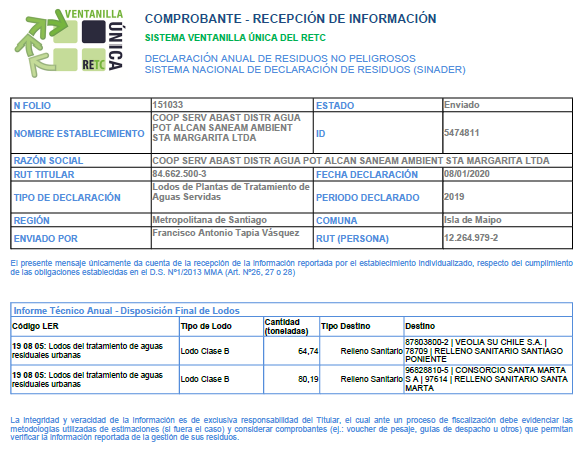 VENTANILLA
ÚNICA
RETC
COMPROBANTE - RECEPCIÓN DE INFORMACIÓN
SISTEMA VENTANILLA ÚNICA DEL RETC
DECLARACIÓN ANUAL DE RESIDUOS NO PELIGROSOS
SISTEMA NACIONAL DE DECLARACIÓN DE RESIDUOS (SINADER)
N FOLIO 151033 ESTADO Enviado
NOMBRE ESTABLECIMIENTO COOP SERV ABAST DISTR AGUA
POT ALCAN SANEAM AMBIENT
STA MARGARITA LTDA ID 5474811
RAZÓN SOCIAL COOP SERV ABAST DISTR AGUA POT ALCAN SANEAM AMBIENT STA MARGARITA LTDA
RUT TITULAR 84.662.500-3 FECHA DECLARACIÓN 08/01/2020
TIPO DE DECLARACIÓN Lodos de Plantas de Tratamiento de
Aguas Servidas PERIODO DECLARADO 2019
REGIÓN Metropolitana de Santiago COMUNA Isla de Maipo
ENVIADO POR Francisco Antonio Tapia Vásquez RUT (PERSONA) 12.264.979-2
El presente mensaje únicamente da cuenta de la recepción de la información reportada por el establecimiento individualizado, respecto del cumplimiento
de las obligaciones establecidas en el D.S. Nº1/2013 MMA (Art. Nº26, 27 o 28)
Informe Técnico Anual - Disposición Final de Lodos
Código LER Tipo de Lodo Cantidad
(toneladas) Tipo Destino Destino
19 08 05: Lodos del tratamiento de aguas
residuales urbanas Lodo Clase B 64,74 Relleno Sanitario 87803800-2 | VEOLIA SU CHILE S.A. |
76709 | RELLENO SANITARIO SANTIAGO
PONIENTE
19 08 05: Lodos del tratamiento de aguas
residuales urbanas Lodo Clase B 80,19 Relleno Sanitario 96828810-5 | CONSORCIO SANTA MARTA
S A | 97614 | RELLENO SANITARIO SANTA
MARTA
La integridad y veracidad de la información es de exclusiva responsabilidad del Titular, el cual ante un proceso de fiscalización debe evidenciar las
metodologías utilizadas de estimaciones (si fuera el caso) y considerar comprobantes (ej.: voucher de pesaje, guías de despacho u otros) que permitan
verificar la información reportada de la gestión de sus residuos.